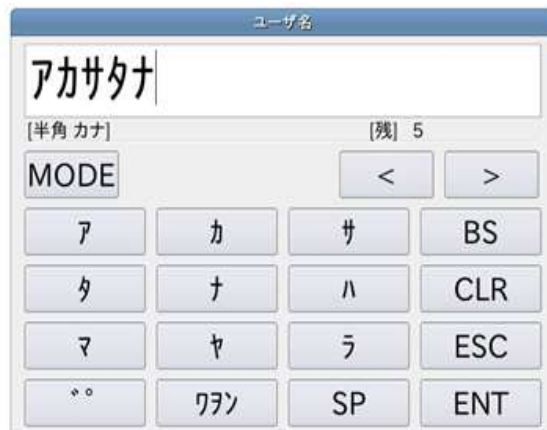 ユーザ名
ｱｶｻﾀﾅ
[半角 カナ] [残] 5
MODE < >
ｱ ｶ ｻ BS
ﾀ ﾅ ﾊ CLR
ﾏ ﾔ ﾗ ESC
ﾞﾟ ﾜｦﾝ SP ENT